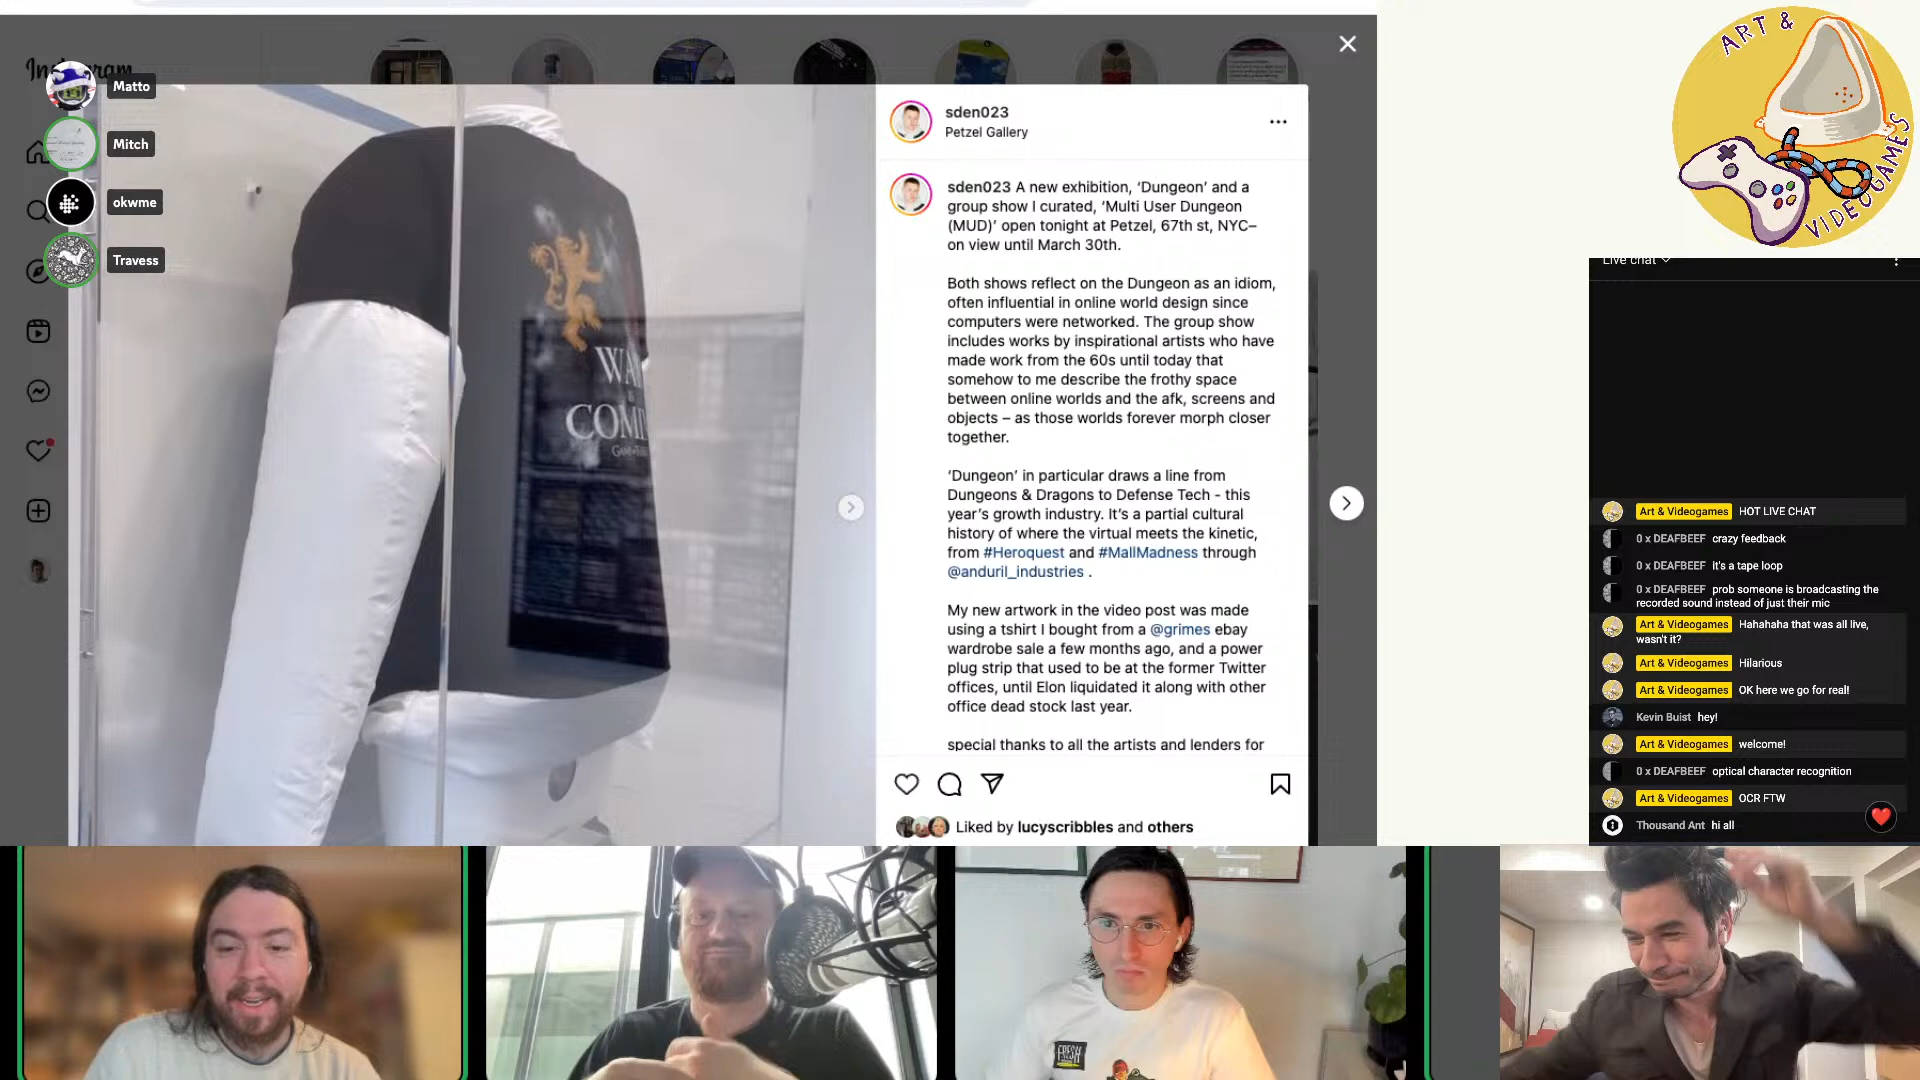 Instagram
Matto
Mitch
okwme
Travess
WAR
COMI
sden023
Petzel Gallery
sden023 A new exhibition, ‘Dungeon’ and a
group show I curated, ‘Multi User Dungeon
(MUD)’ open tonight at Petzel, 67th st, NYC–
on view until March 30th.
Both shows reflect on the Dungeon as an idiom,
often influential in online world design since
computers were networked. The group show
includes works by inspirational artists who have
made work from the 60s until today that
somehow to me describe the frothy space
between online worlds and the afk, screens and
objects – as those worlds forever morph closer
together.
‘Dungeon’ in particular draws a line from
Dungeons & Dragons to Defense Tech - this
year’s growth industry. It’s a partial cultural
history of where the virtual meets the kinetic,
from #Heroquest and #MallMadness through
@anduril_industries .
My new artwork in the video post was made
using a tshirt I bought from a @grimes ebay
wardrobe sale a few months ago, and a power
plug strip that used to be at the former Twitter
offices, until Elon liquidated it along with other
office dead stock last year.
special thanks to all the artists and lenders for
Liked by lucyscribbles and others
ART &
VIDEOGAMES
Live chat
Art & Videogames HOT LIVE CHAT
0 x DEAFBEEF crazy feedback
0 x DEAFBEEF it's a tape loop
0 x DEAFBEEF prob someone is broadcasting the
recorded sound instead of just their mic
Art & Videogames Hahahaha that was all live,
wasn't it?
Art & Videogames Hilarious
Art & Videogames OK here we go for real!
Kevin Buist hey!
Art & Videogames welcome!
0 x DEAFBEEF optical character recognition
Art & Videogames OCR FTW
Thousand Ant hi all
FRESH